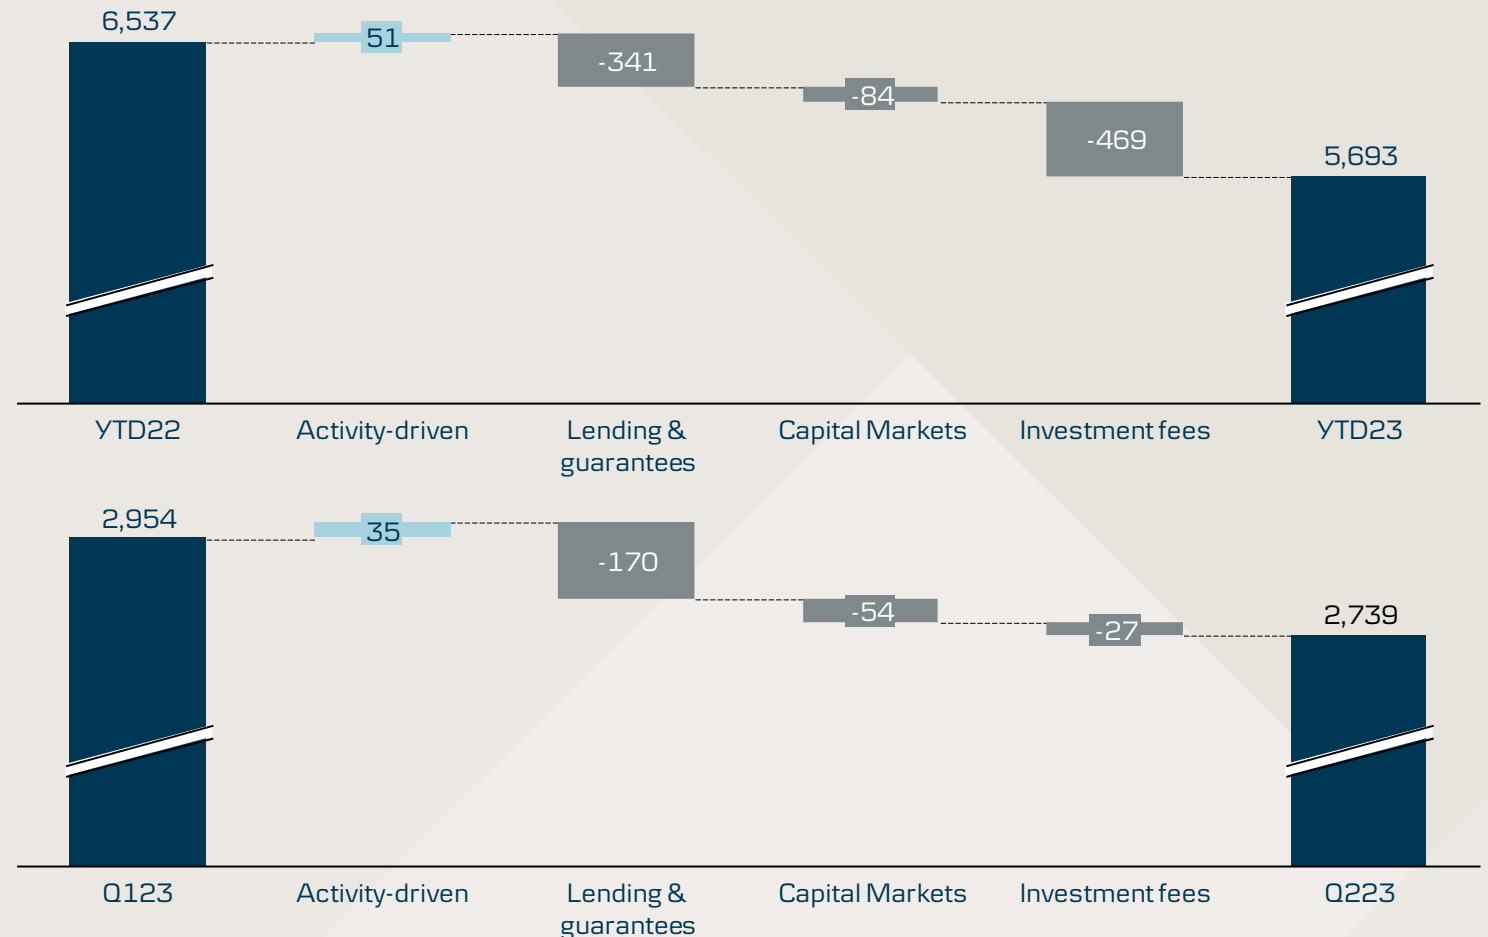 6,537
51
-341
-84
-469
5,693
YTD22
Activity-driven
Lending &
guarantees
Capital Markets
Investment fees
YTD23
2,954
35
-170
-54
-27
2,739
Q123
Activity-driven
Lending &
guarantees
Capital Markets
Investment fees
Q223